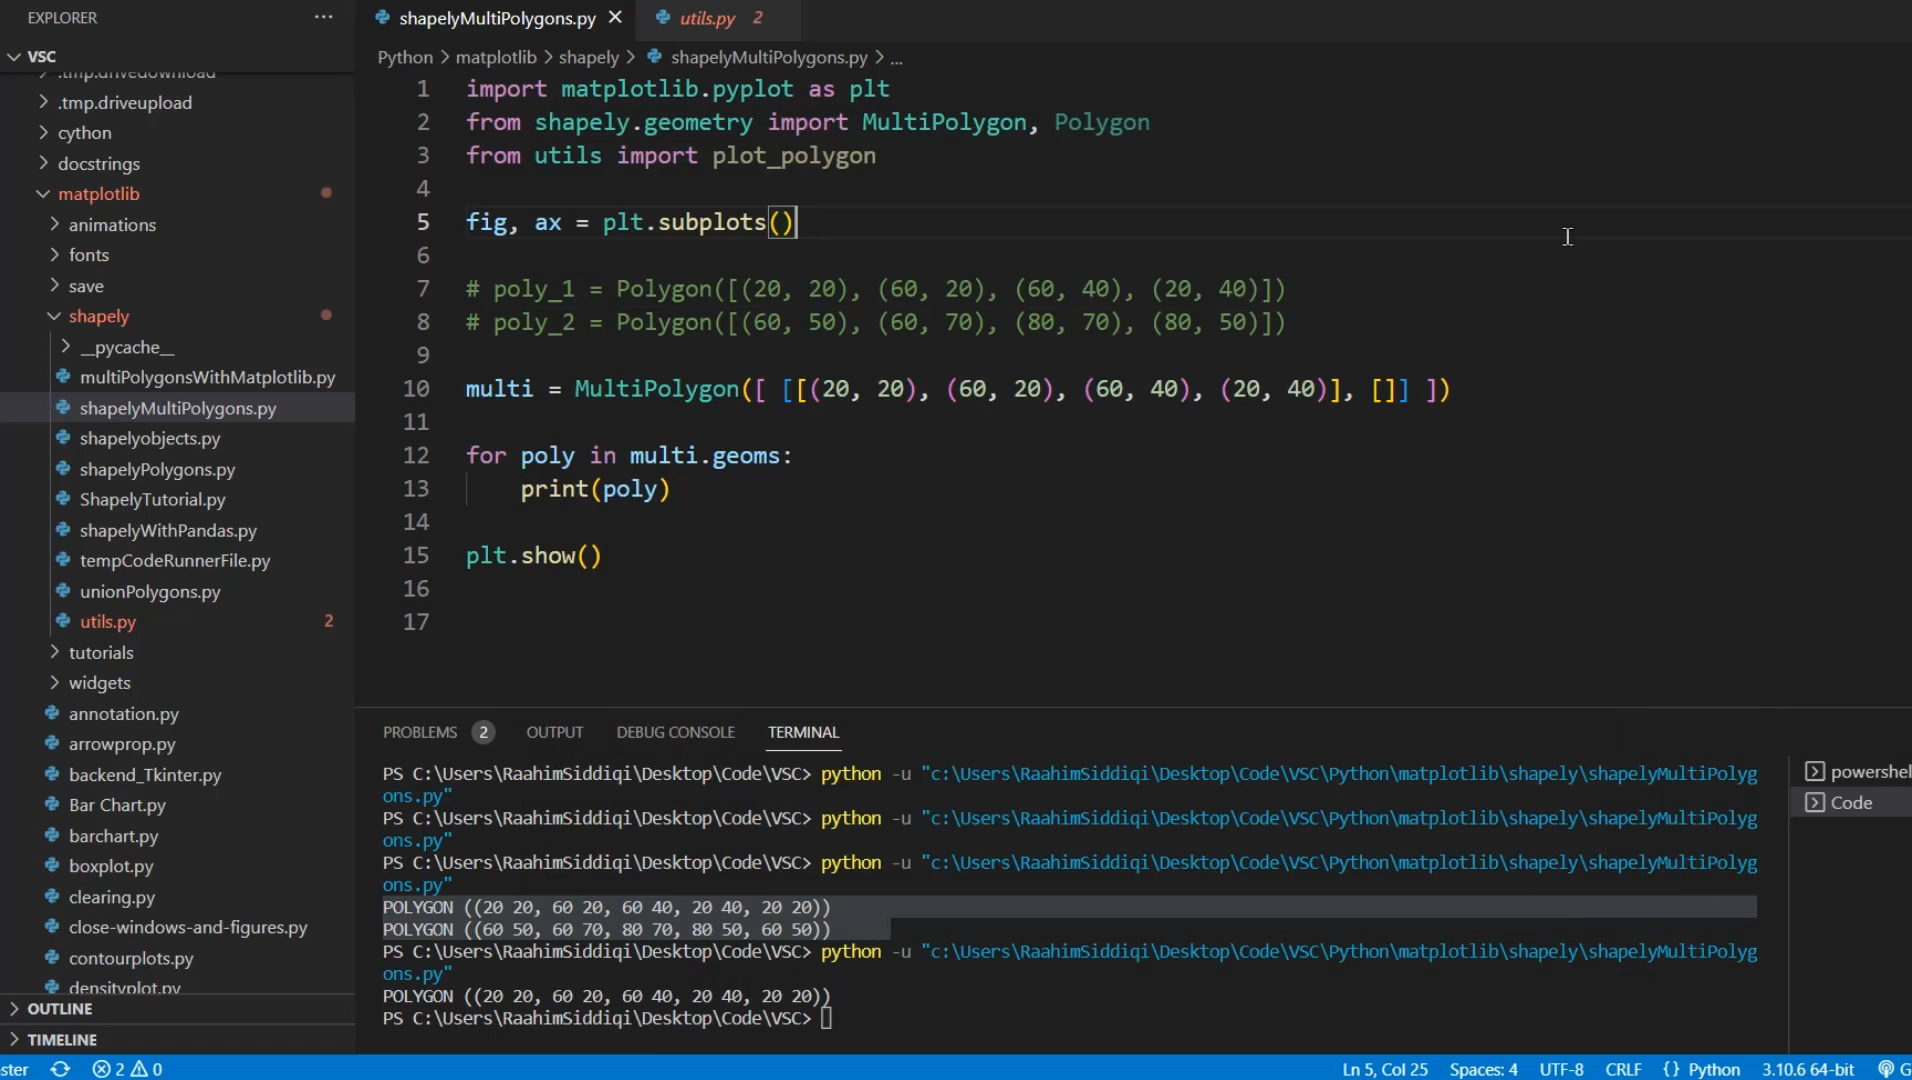 EXPLORER
VSC
.tmp.drivedownload
.tmp.driveupload
cython
docstrings
matplotlib
animations
fonts
save
shapely
__pycache__
multiPolygonsWithMatplotlib.py
shapelyMultiPolygons.py
shapelyobjects.py
shapelyPolygons.py
ShapelyTutorial.py
shapelyWithPandas.py
tempCodeRunnerFile.py
unionPolygons.py
utils.py 2
tutorials
widgets
annotation.py
arrowprop.py
backend_Tkinter.py
Bar Chart.py
barchart.py
boxplot.py
clearing.py
close-windows-and-figures.py
contourplots.py
densityplot.py
OUTLINE
TIMELINE
shapelyMultiPolygons.py utils.py 2
Python > matplotlib > shapely > shapelyMultiPolygons.py > ...
1 import matplotlib.pyplot as plt
2 from shapely.geometry import MultiPolygon, Polygon
3 from utils import plot_polygon
4
5 fig, ax = plt.subplots()
6
7 # poly_1 = Polygon([(20, 20), (60, 20), (60, 40), (20, 40)])
8 # poly_2 = Polygon([(60, 50), (60, 70), (80, 70), (80, 50)])
9
10 multi = MultiPolygon([ [[(20, 20), (60, 20), (60, 40), (20, 40)], []] ])
11
12 for poly in multi.geoms:
13 print(poly)
14
15 plt.show()
16
17
PROBLEMS 2 OUTPUT DEBUG CONSOLE TERMINAL
PS C:\Users\RaahimSiddiqi\Desktop\Code\VSC> python -u "c:\Users\RaahimSiddiqi\Desktop\Code\VSC\Python\matplotlib\shapely\shapelyMultiPolyg
ons.py"
PS C:\Users\RaahimSiddiqi\Desktop\Code\VSC> python -u "c:\Users\RaahimSiddiqi\Desktop\Code\VSC\Python\matplotlib\shapely\shapelyMultiPolyg
ons.py"
PS C:\Users\RaahimSiddiqi\Desktop\Code\VSC> python -u "c:\Users\RaahimSiddiqi\Desktop\Code\VSC\Python\matplotlib\shapely\shapelyMultiPolyg
ons.py"
POLYGON ((20 20, 60 20, 60 40, 20 40, 20 20))
POLYGON ((60 50, 60 70, 80 70, 80 50, 60 50))
PS C:\Users\RaahimSiddiqi\Desktop\Code\VSC> python -u "c:\Users\RaahimSiddiqi\Desktop\Code\VSC\Python\matplotlib\shapely\shapelyMultiPolyg
ons.py"
POLYGON ((20 20, 60 20, 60 40, 20 40, 20 20))
PS C:\Users\RaahimSiddiqi\Desktop\Code\VSC>
powershel
Code
ster 2 0 Ln 5, Col 25 Spaces: 4 UTF-8 CRLF {} Python 3.10.6 64-bit G